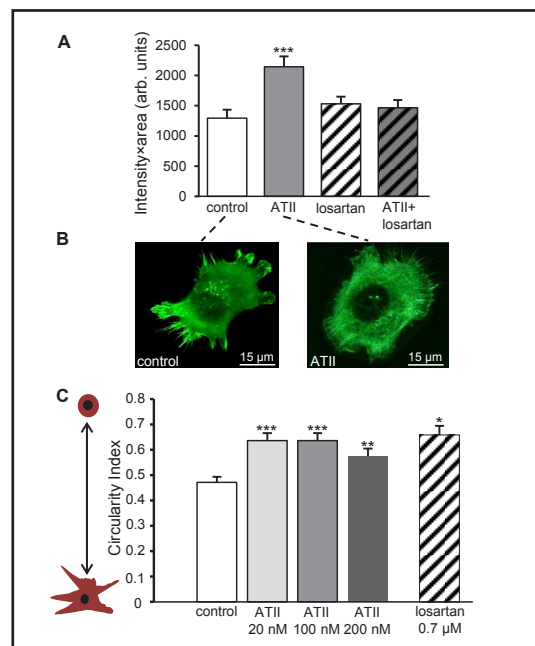 A
Intensity×area (arb. units)
2500
2000
1500
1000
500
0
***
control
ATII
losartan
ATII+
losartan
B
control
15 µm
ATII
15 µm
C
Circularity Index
0.8
0.7
0.6
0.5
0.4
0.3
0.2
0.1
0
***
***
**
*
control
ATII
20 nM
ATII
100 nM
ATII
200 nM
losartan
0.7 µM